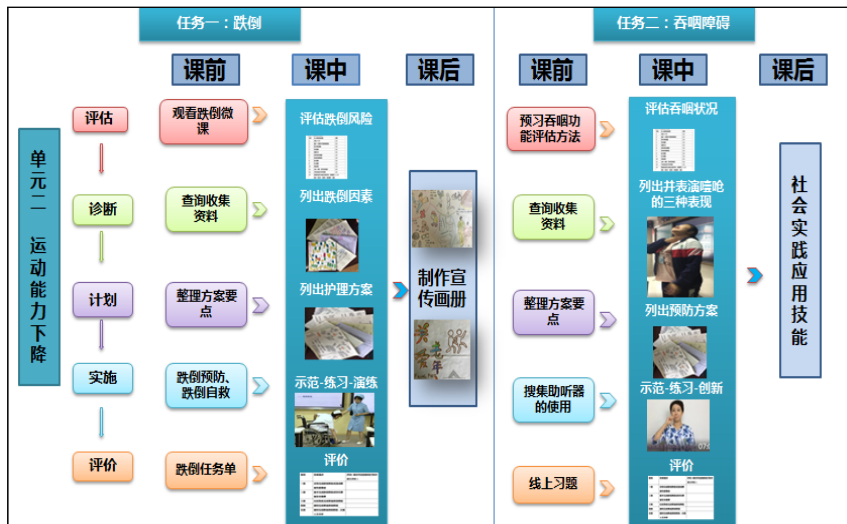 任务一：跌倒
任务二：吞咽障碍
课前
课中
课后
课前
课中
课后
单元二 运动能力下降
评估
诊断
计划
实施
评价
观看跌倒微
课
查询收集
资料
整理方案要
点
跌倒预防、
跌倒自救
跌倒任务单
评估跌倒风险
列出跌倒因素
列出护理方案
示范-练习-演练
评价
制作宣
传画册
关爱老年
预习吞咽功
能评估方法
查询收集
资料
整理方案要
点
搜集助听器
的使用
线上习题
评估吞咽状况
列出并表演噎呛
的三种表现
列出预防方案
示范-练习-创新
评价
社会实践应用技能